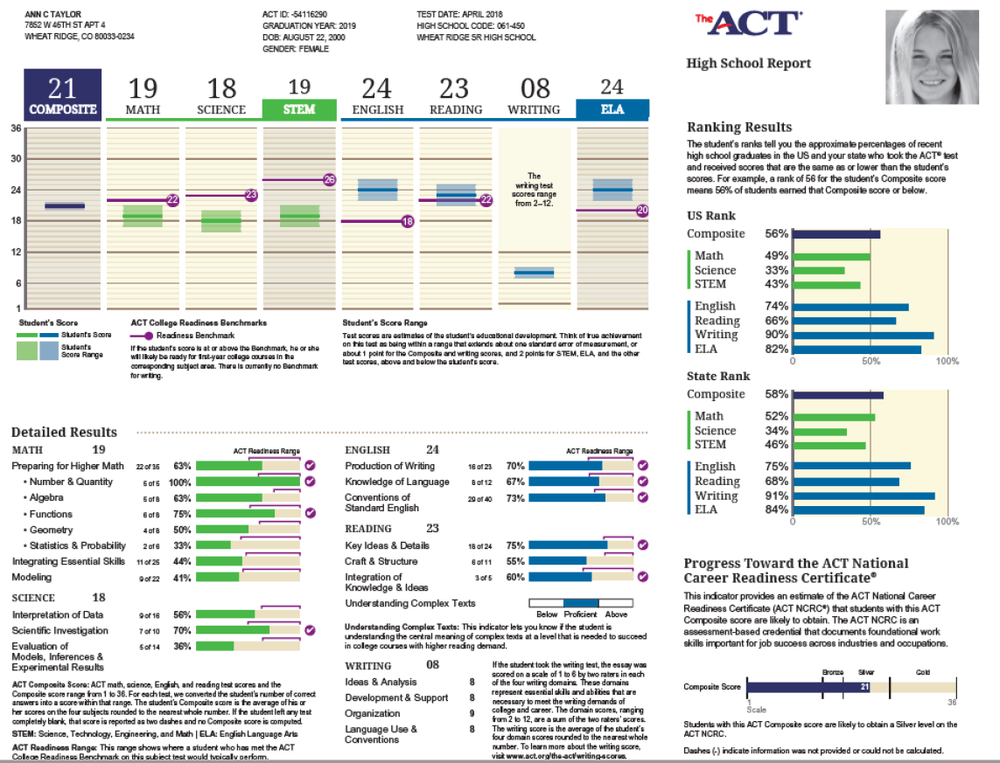 ANN C TAYLOR
7852 W 46TH ST APT 4
WHEAT RIDGE, CO 80033-0234
ACT ID: -54116290
GRADUATION YEAR: 2019
DOB: AUGUST 22, 2000
GENDER: FEMALE
TEST DATE: APRIL 2018
HIGH SCHOOL CODE: 061-450
WHEAT RIDGE SR HIGH SCHOOL
The ACT®
High School Report
21 COMPOSITE
19 MATH
18 SCIENCE
19 STEM
24 ENGLISH
23 READING
08 WRITING
24 ELA
36
30
24
18
12
6
1
22
23
26
18
22
20
The
writing test
scores range
from 2–12.
Student's Score
Student's Score
Student's
Score Range
ACT College Readiness Benchmarks
Readiness Benchmark
If the student's score is at or above the Benchmark, he or she
will likely be ready for first-year college courses in the
corresponding subject area. There is currently no Benchmark
for writing.
Student's Score Range
Test scores are estimates of the student's educational development. Think of true achievement
on this test as being within a range that extends about one standard error of measurement, or
about 1 point for the Composite and writing scores, and 2 points for STEM, ELA, and the other
test scores, above and below the student's score.
Ranking Results
The student's ranks tell you the approximate percentages of recent
high school graduates in the US and your state who took the ACT® test
and received scores that are the same as or lower than the student's
scores. For example, a rank of 56 for the student's Composite score
means 56% of students earned that Composite score or below.
US Rank
Composite 56%
Math 49%
Science 33%
STEM 43%
English 74%
Reading 66%
Writing 90%
ELA 82%
0 50% 100%
State Rank
Composite 58%
Math 52%
Science 34%
STEM 46%
English 75%
Reading 68%
Writing 91%
ELA 84%
0 50% 100%
Detailed Results
MATH 19
ACT Readiness Range
Preparing for Higher Math 22 of 35 63%
• Number & Quantity 5 of 5 100%
• Algebra 5 of 8 63%
• Functions 6 of 8 75%
• Geometry 4 of 8 50%
• Statistics & Probability 2 of 6 33%
Integrating Essential Skills 11 of 25 44%
Modeling 9 of 22 41%
SCIENCE 18
Interpretation of Data 9 of 16 56%
Scientific Investigation 7 of 10 70%
Evaluation of 5 of 14 36%
Models, Inferences &
Experimental Results
ACT Composite Score: ACT math, science, English, and reading test scores and the
Composite score range from 1 to 36. For each test, we converted the student's number of correct
answers into a score within that range. The student's Composite score is the average of his or
her scores on the four subjects rounded to the nearest whole number. If the student left any test
completely blank, that score is reported as two dashes and no Composite score is computed.
STEM: Science, Technology, Engineering, and Math | ELA: English Language Arts
ACT Readiness Range: This range shows where a student who has met the ACT
College Readiness Benchmark on this subject test would typically perform.
ENGLISH 24
ACT Readiness Range
Production of Writing 16 of 23 70%
Knowledge of Language 8 of 12 67%
Conventions of 29 of 40 73%
Standard English
READING 23
Key Ideas & Details 18 of 24 75%
Craft & Structure 6 of 11 55%
Integration of 3 of 5 60%
Knowledge & Ideas
Understanding Complex Texts
Below Proficient Above
Understanding Complex Texts: This indicator lets you know if the student is
understanding the central meaning of complex texts at a level that is needed to succeed
in college courses with higher reading demand.
WRITING 08
Ideas & Analysis 8
Development & Support 8
Organization 9
Language Use & 8
Conventions
If the student took the writing test, the essay was
scored on a scale of 1 to 6 by two raters in each
of the four writing domains. These domains
represent essential skills and abilities that are
necessary to meet the writing demands of
college and career. The domain scores, ranging
from 2 to 12, are a sum of the two raters' scores.
The writing score is the average of the student's
four domain scores rounded to the nearest whole
number. To learn more about the writing score,
visit www.act.org/the-act/writing-scores.
Progress Toward the ACT National
Career Readiness Certificate®
This indicator provides an estimate of the ACT National Career
Readiness Certificate (ACT NCRC®) that students with this ACT
Composite score are likely to obtain. The ACT NCRC is an
assessment-based credential that documents foundational work
skills important for job success across industries and occupations.
Bronze Silver Gold
Composite Score 21
1 36
Scale
Students with this ACT Composite score are likely to obtain a Silver level on the
ACT NCRC.
Dashes (-) indicate information was not provided or could not be calculated.